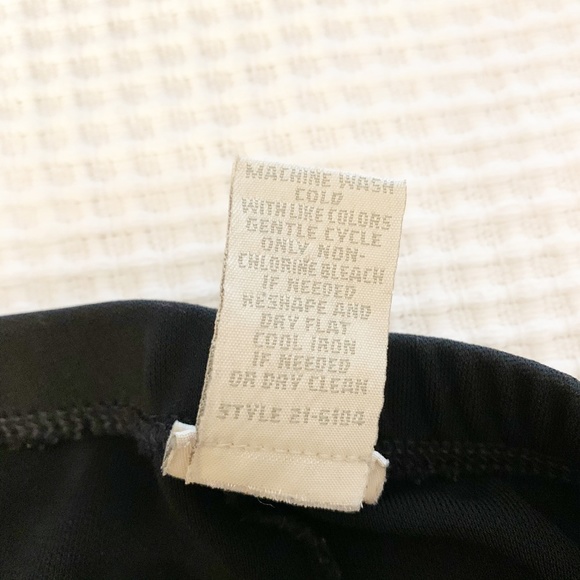 MACHINE WASH
COLD
WITH LIKE COLORS
GENTLE CYCLE
ONLY, NON-
CHLORINE BLEACH
IF NEEDED
RESHAPE AND
DRY FLAT
COOL IRON
IF NEEDED
OR DRY CLEAN
STYLE 21-6104